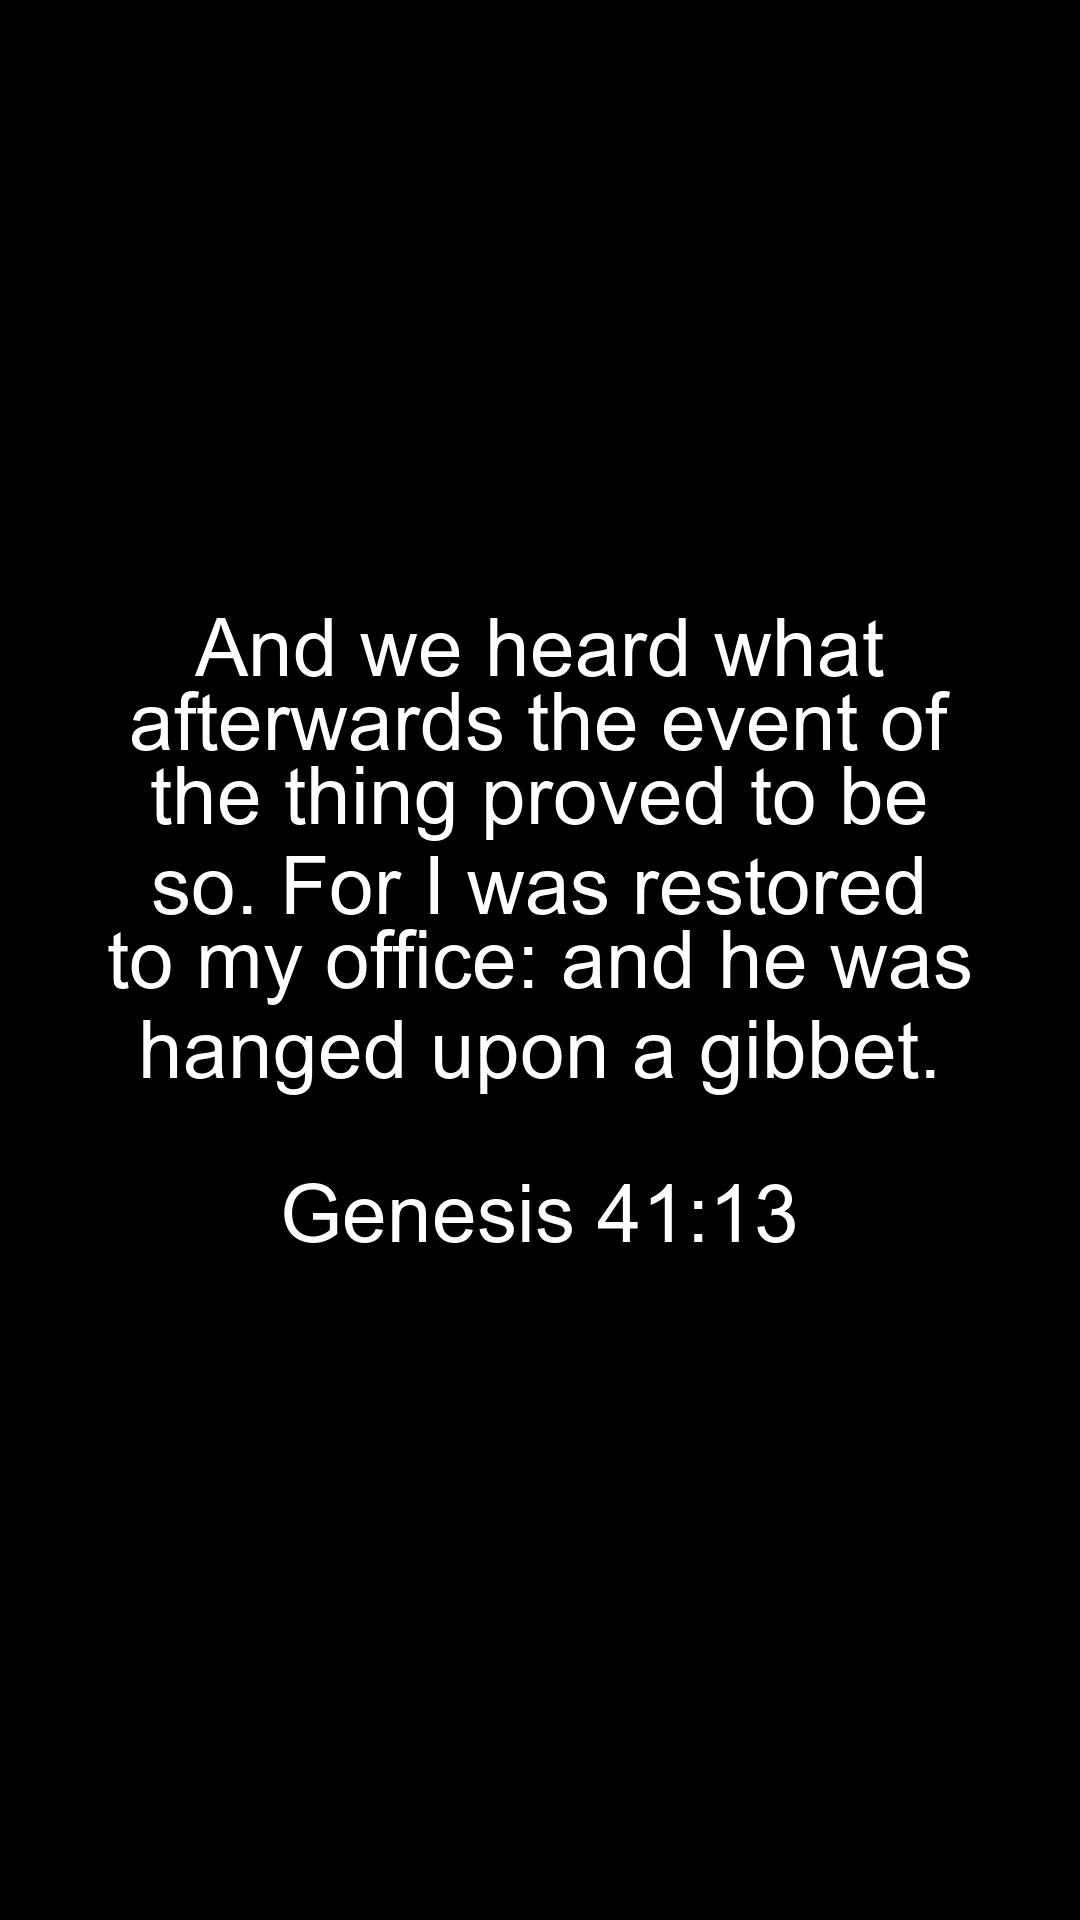 And we heard what
afterwards the event of
the thing proved to be
so. For I was restored
to my office: and he was
hanged upon a gibbet.
Genesis 41:13